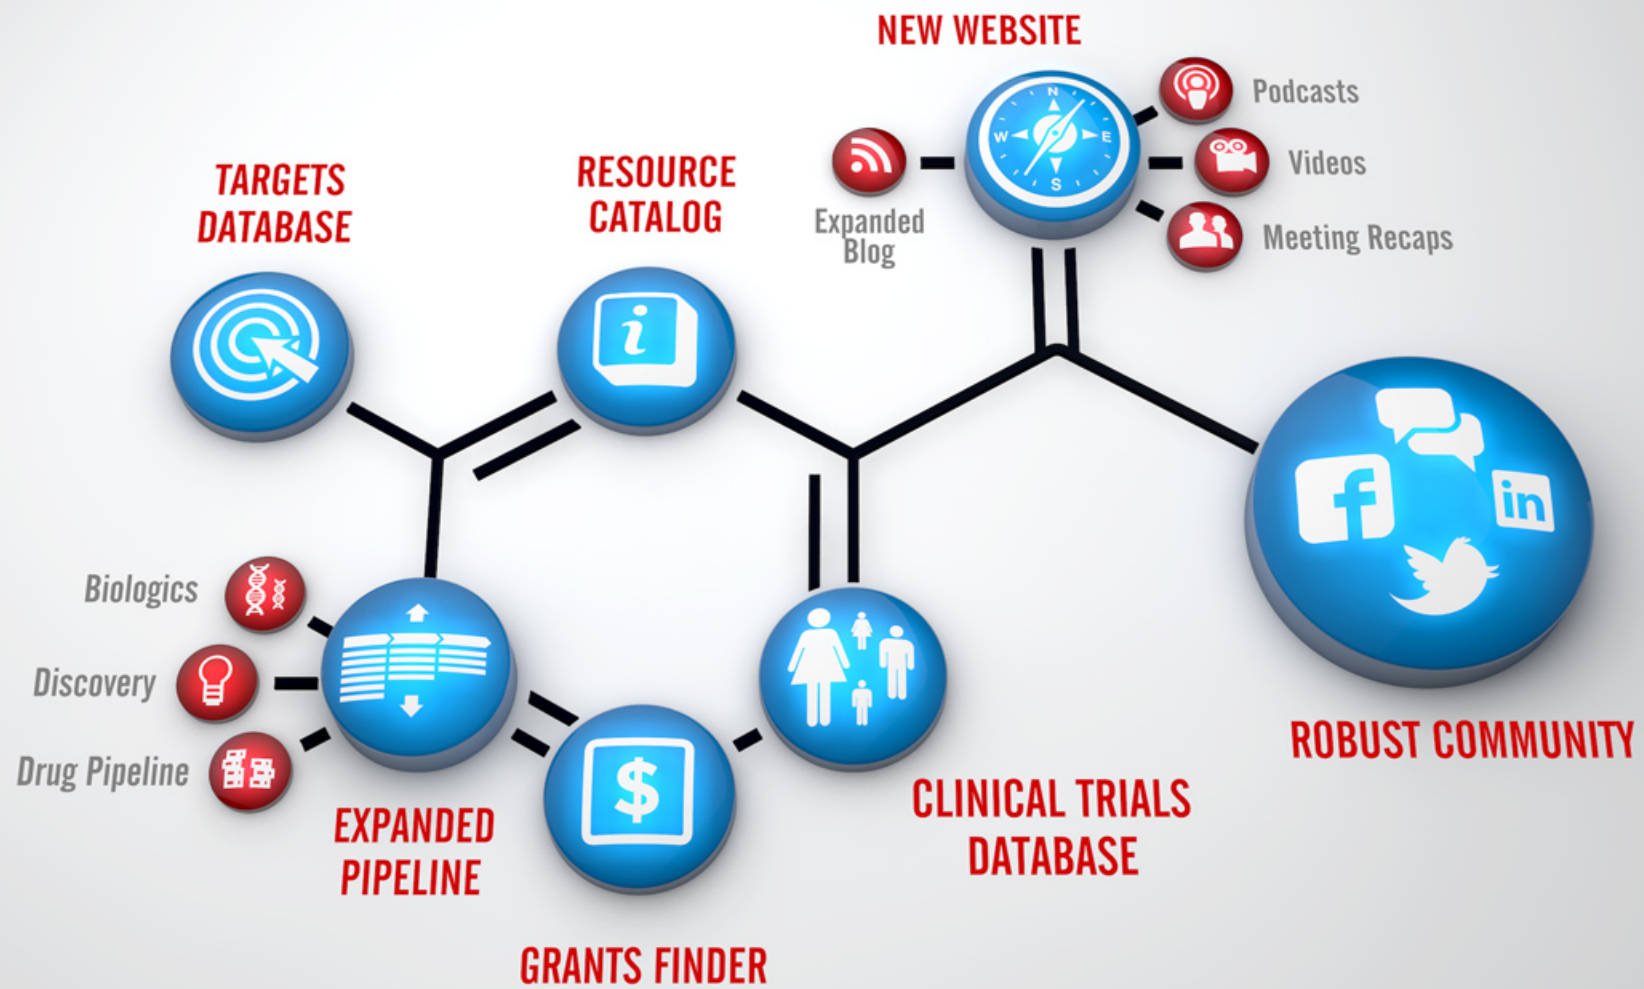 NEW WEBSITE
N
W
E
S
Podcasts
Videos
Meeting Recaps
Expanded
Blog
TARGETS
DATABASE
RESOURCE
CATALOG
i
f
in
Biologics
Discovery
Drug Pipeline
EXPANDED
PIPELINE
$
GRANTS FINDER
CLINICAL TRIALS
DATABASE
ROBUST COMMUNITY